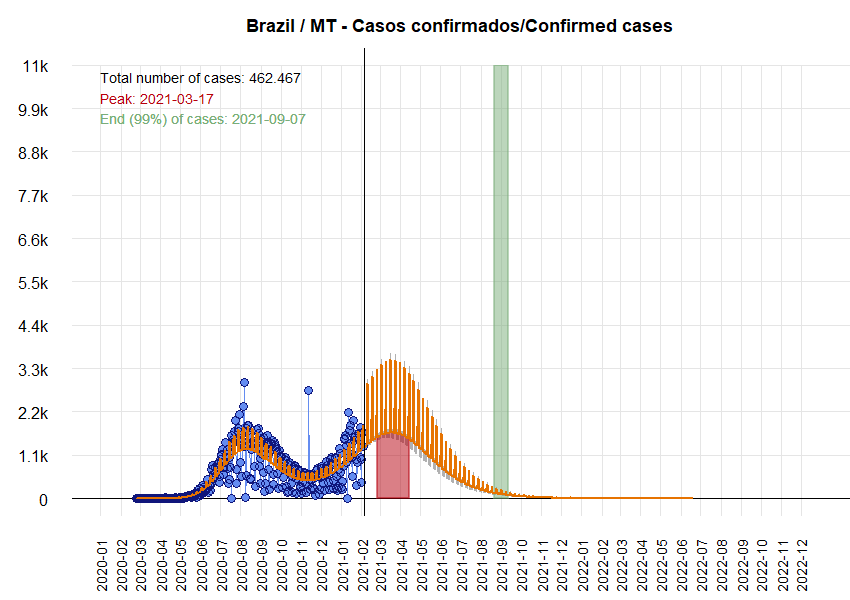 Brazil / MT - Casos confirmados/Confirmed cases
11k
Total number of cases: 462.467
Peak: 2021-03-17
End (99%) of cases: 2021-09-07
9.9k
8.8k
7.7k
6.6k
5.5k
4.4k
3.3k
2.2k
1.1k
0
2020-01
2020-02
2020-03
2020-04
2020-05
2020-06
2020-07
2020-08
2020-09
2020-10
2020-11
2020-12
2021-01
2021-02
2021-03
2021-04
2021-05
2021-06
2021-07
2021-08
2021-09
2021-10
2021-11
2021-12
2022-01
2022-02
2022-03
2022-04
2022-05
2022-06
2022-07
2022-08
2022-09
2022-10
2022-11
2022-12